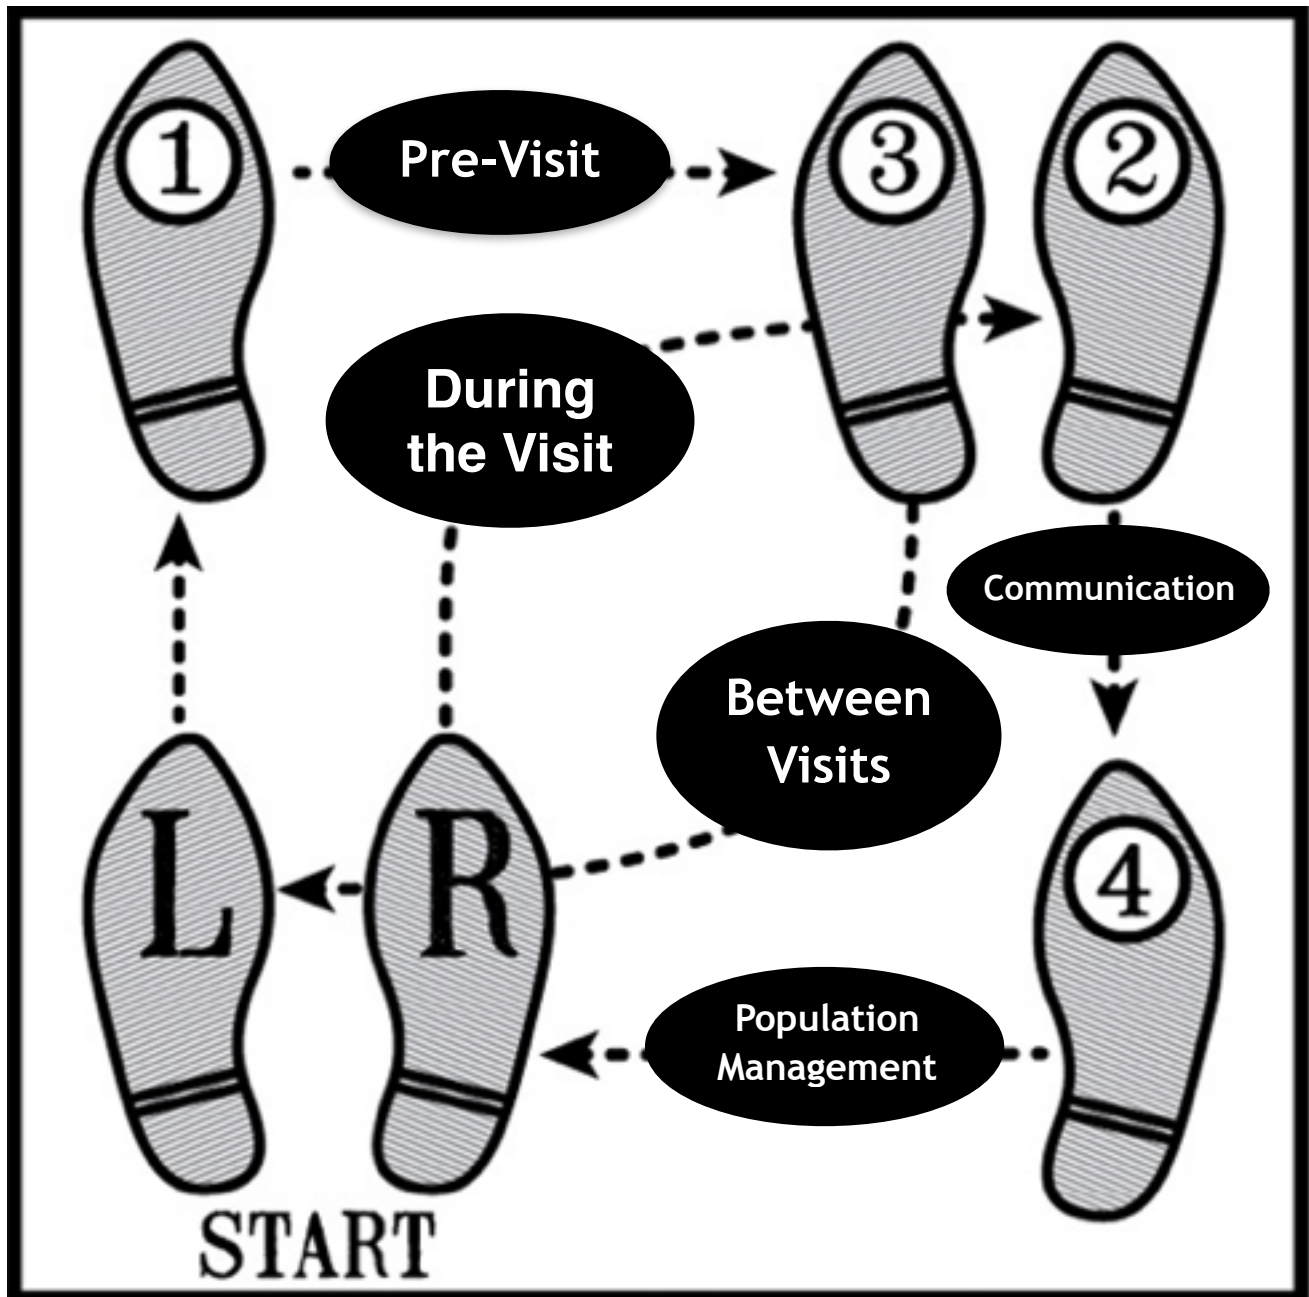 1
Pre-Visit
3
2
During
the Visit
Communication
Between
Visits
L
R
4
Population
Management
START